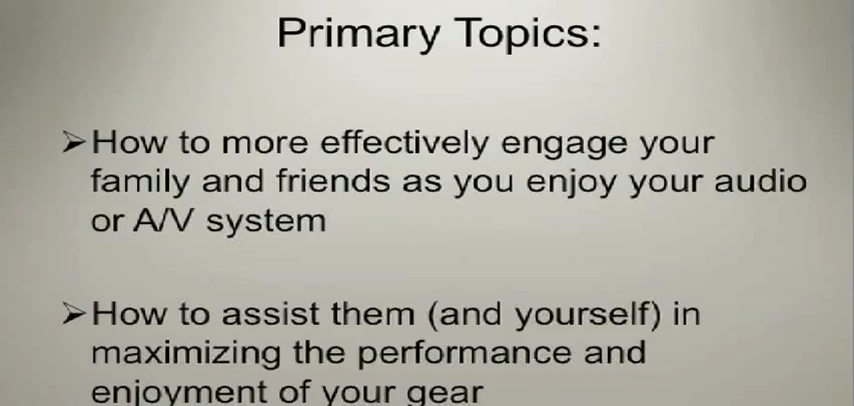 Primary Topics:
➢How to more effectively engage your
family and friends as you enjoy your audio
or A/V system
➢How to assist them (and yourself) in
maximizing the performance and
enjoyment of your gear